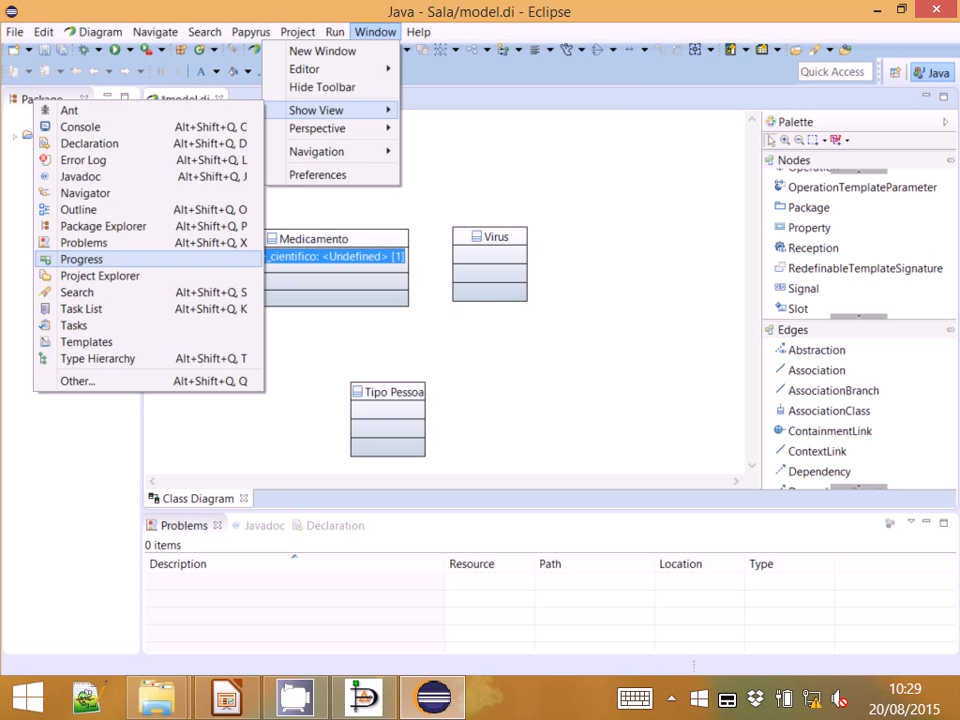 Java - Sala/model.di - Eclipse
File Edit Diagram Navigate Search Papyrus Project Run Window Help
New Window
Editor
Hide Toolbar
Show View
Perspective
Navigation
Preferences
Quick Access
Java
Ant
Console Alt+Shift+Q, C
Declaration Alt+Shift+Q, D
Error Log Alt+Shift+Q, L
Javadoc Alt+Shift+Q, J
Navigator
Outline Alt+Shift+Q, O
Package Explorer Alt+Shift+Q, P
Problems Alt+Shift+Q, X
Progress
Project Explorer
Search Alt+Shift+Q, S
Task List Alt+Shift+Q, K
Tasks
Templates
Type Hierarchy Alt+Shift+Q, T
Other... Alt+Shift+Q, Q
Medicamento
_cientifico: <Undefined> [1]
Virus
Tipo Pessoa
Palette
Nodes
OperationTemplateParameter
Package
Property
Reception
RedefinableTemplateSignature
Signal
Slot
Edges
Abstraction
Association
AssociationBranch
AssociationClass
ContainmentLink
ContextLink
Dependency
Class Diagram
Problems Javadoc Declaration
0 items
Description Resource Path Location Type
10:29
20/08/2015